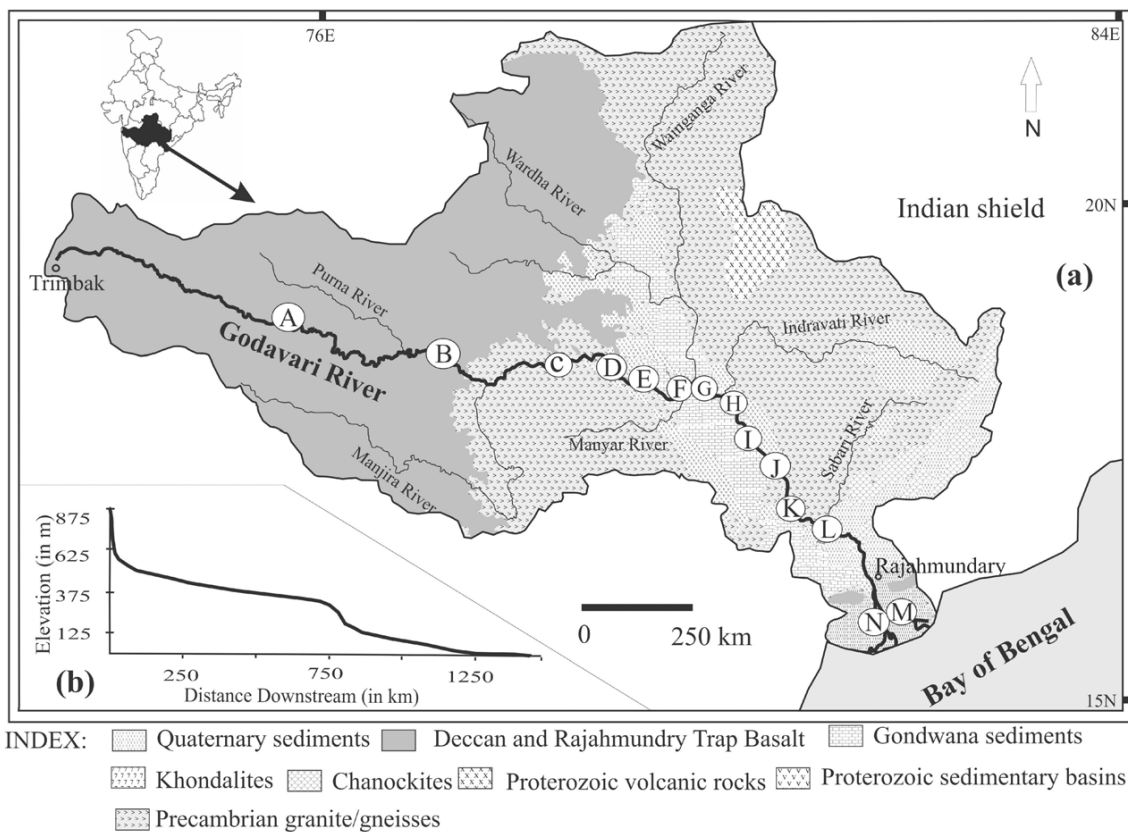 76E
84E
N
Wainganga River
Wardha River
Indian shield
20N
(a)
Trimbak
Purna River
A
Godavari River
B
Indravati River
C
D
E
F
G
H
Manyar River
I
Sabari River
J
Manjira River
K
L
Rajahmundary
M
N
Bay of Bengal
15N
0 250 km
Elevation (in m)
875
625
375
125
250 750 1250
Distance Downstream (in km)
(b)
INDEX: Quaternary sediments Deccan and Rajahmundry Trap Basalt Gondwana sediments
Khondalites Chanockites Proterozoic volcanic rocks Proterozoic sedimentary basins
Precambrian granite/gneisses